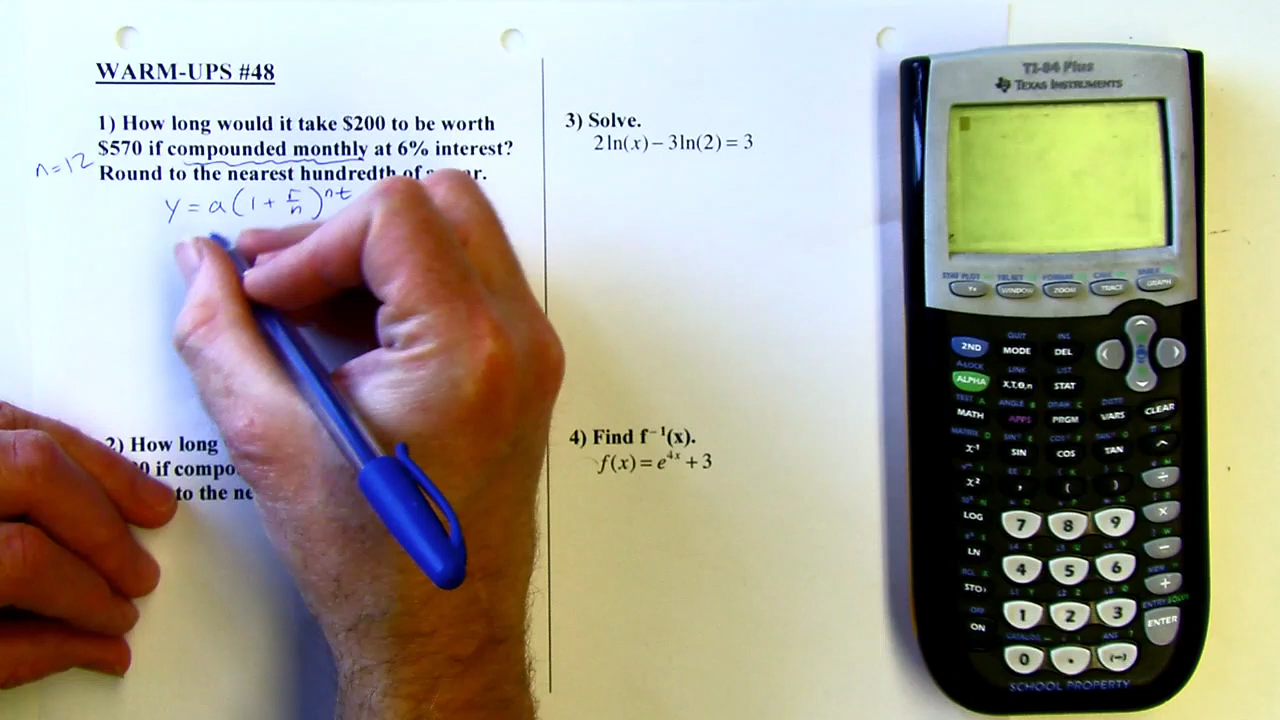 WARM-UPS #48
1) How long would it take $200 to be worth
$570 if compounded monthly at 6% interest?
Round to the nearest hundredth of a
n=12
y = a(1 + r/n)^nt
2) How long
if compo
to the ne
3) Solve.
2ln(x) − 3ln(2) = 3
4) Find f⁻¹(x).
f(x) = e⁴ˣ + 3
TI-84 Plus
TEXAS INSTRUMENTS
STAT PLOT TBLSET FORMAT CALC TABLE
Y= WINDOW ZOOM TRACE GRAPH
QUIT INS
2ND MODE DEL
A-LOCK LINK LIST
ALPHA X,T,θ,n STAT
TEST A ANGLE B DRAW C DISTR
MATH APPS PRGM VARS CLEAR
MATRIX D SIN⁻¹ COS⁻¹ TAN⁻¹
x⁻¹ SIN COS TAN ^
x² , ( ) ÷
LOG 7 8 9 ×
LN 4 5 6 −
RCL
STO› 1 2 3 +
OFF CATALOG ANS ? ENTRY SOLVE
ON 0 . (−) ENTER
SCHOOL PROPERTY